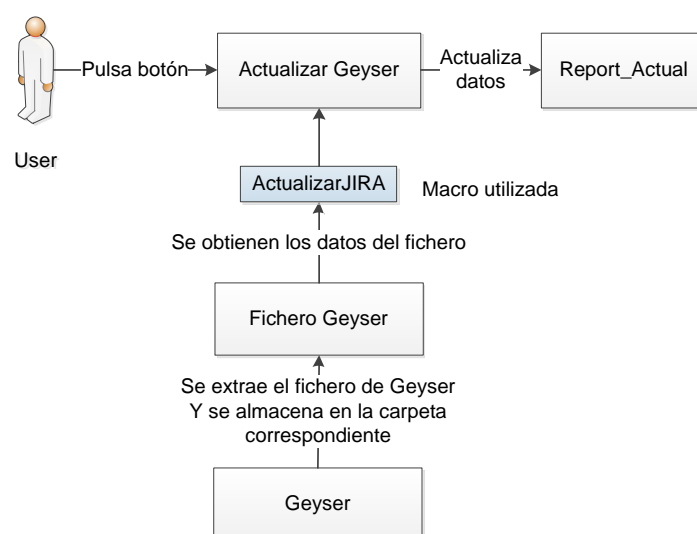 Pulsa botón
Actualizar Geyser
Actualiza
datos
Report_Actual
User
ActualizarJIRA
Macro utilizada
Se obtienen los datos del fichero
Fichero Geyser
Se extrae el fichero de Geyser
Y se almacena en la carpeta
correspondiente
Geyser